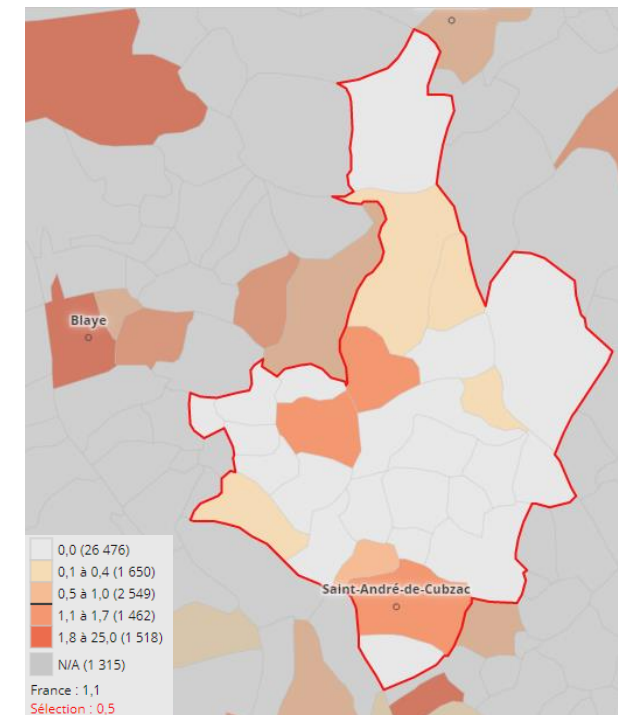 Blaye
Saint-André-de-Cubzac
0,0 (26 476)
0,1 à 0,4 (1 650)
0,5 à 1,0 (2 549)
1,1 à 1,7 (1 462)
1,8 à 25,0 (1 518)
N/A (1 315)
France : 1,1
Sélection : 0,5